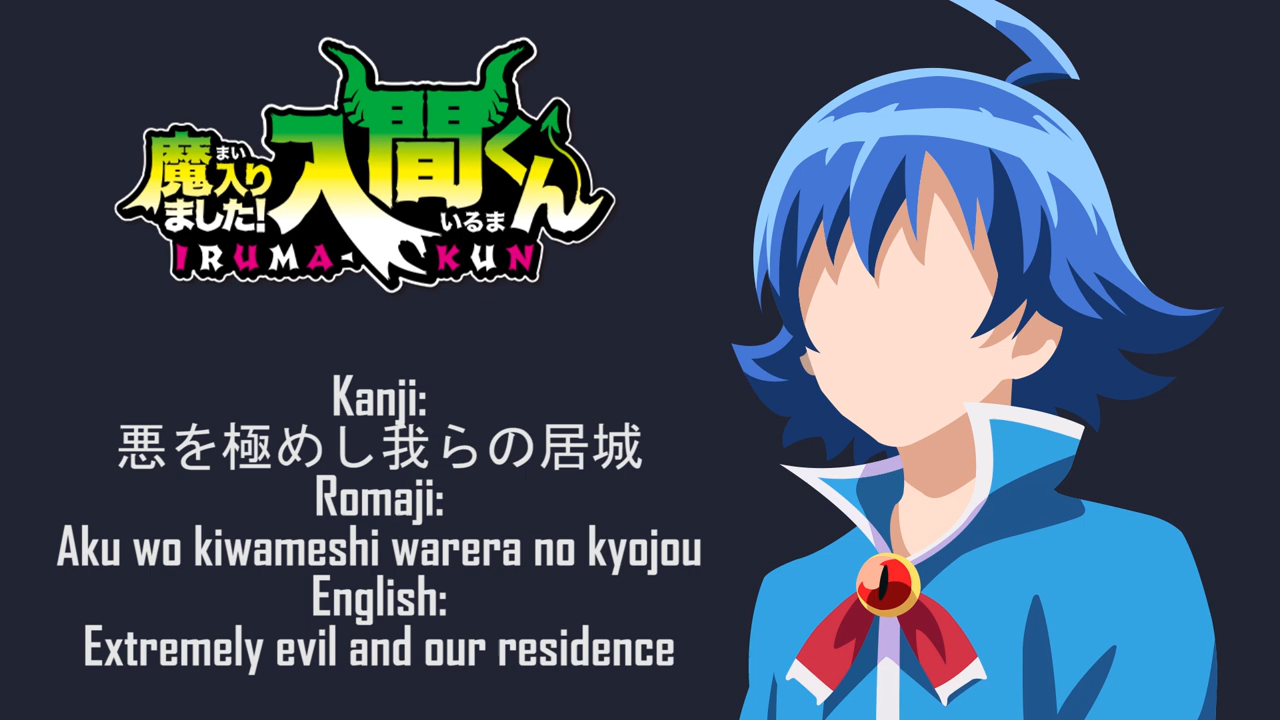 魔入りました!入間くん
まい
いるま
IRUMA-KUN
Kanji:
悪を極めし我らの居城
Romaji:
Aku wo kiwameshi warera no kyojou
English:
Extremely evil and our residence